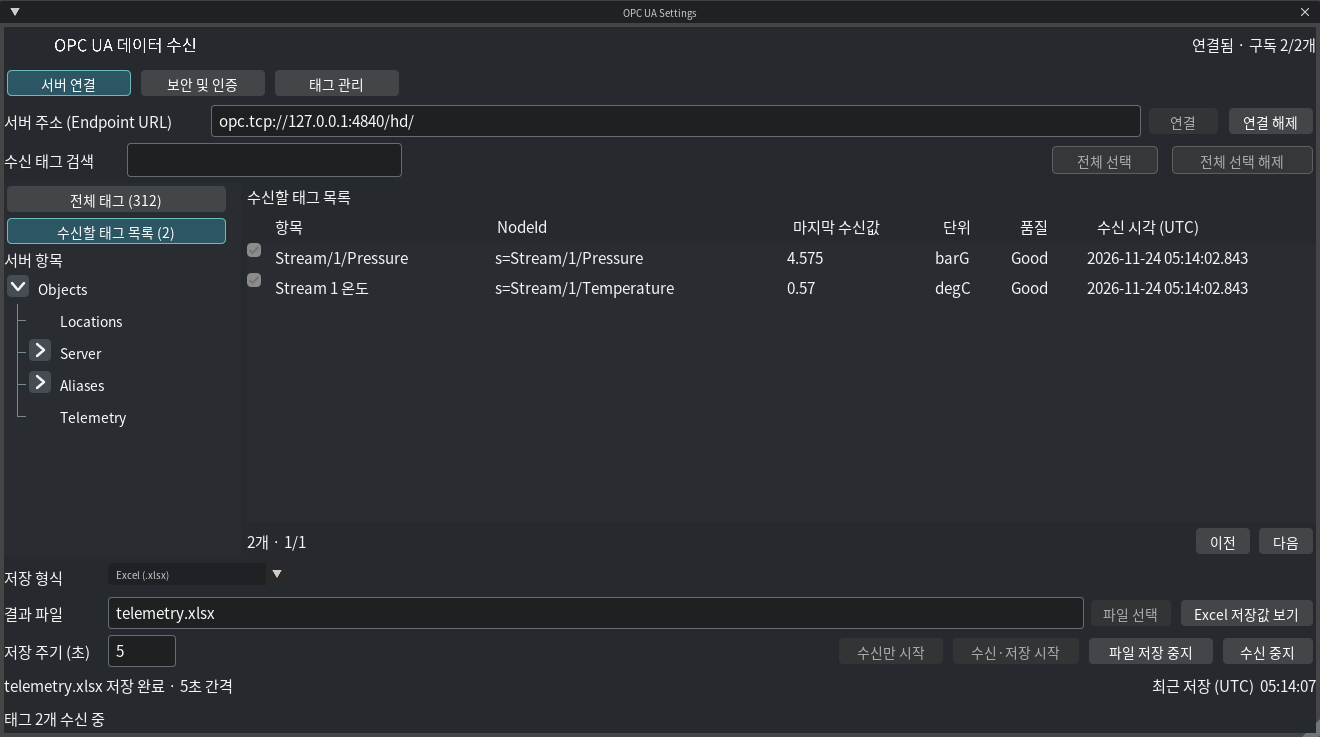 OPC UA Settings
OPC UA 데이터 수신
연결됨 · 구독 2/2개
서버 연결 보안 및 인증 태그 관리
서버 주소 (Endpoint URL) opc.tcp://127.0.0.1:4840/hd/ 연결 연결 해제
수신 태그 검색 전체 선택 전체 선택 해제
전체 태그 (312)
수신할 태그 목록 (2)
서버 항목
Objects
Locations
Server
Aliases
Telemetry
수신할 태그 목록
항목 NodeId 마지막 수신값 단위 품질 수신 시각 (UTC)
Stream/1/Pressure s=Stream/1/Pressure 4.575 barG Good 2026-11-24 05:14:02.843
Stream 1 온도 s=Stream/1/Temperature 0.57 degC Good 2026-11-24 05:14:02.843
2개 · 1/1 이전 다음
저장 형식 Excel (.xlsx)
결과 파일 telemetry.xlsx 파일 선택 Excel 저장값 보기
저장 주기 (초) 5 수신만 시작 수신·저장 시작 파일 저장 중지 수신 중지
telemetry.xlsx 저장 완료 · 5초 간격 최근 저장 (UTC) 05:14:07
태그 2개 수신 중